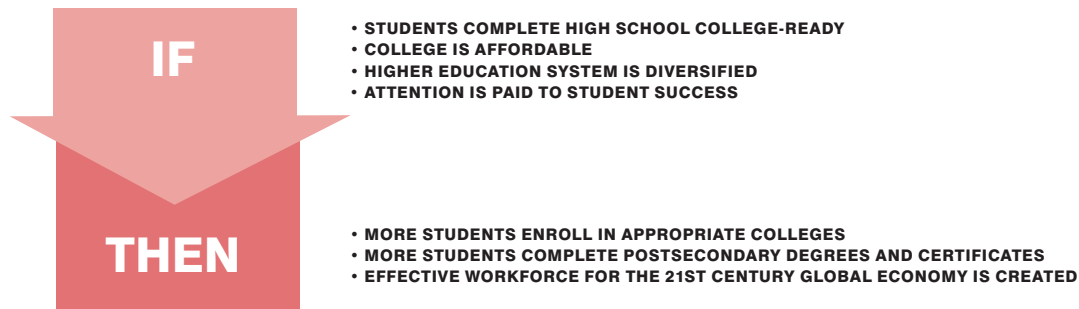 IF
• STUDENTS COMPLETE HIGH SCHOOL COLLEGE-READY
• COLLEGE IS AFFORDABLE
• HIGHER EDUCATION SYSTEM IS DIVERSIFIED
• ATTENTION IS PAID TO STUDENT SUCCESS
THEN
• MORE STUDENTS ENROLL IN APPROPRIATE COLLEGES
• MORE STUDENTS COMPLETE POSTSECONDARY DEGREES AND CERTIFICATES
• EFFECTIVE WORKFORCE FOR THE 21ST CENTURY GLOBAL ECONOMY IS CREATED